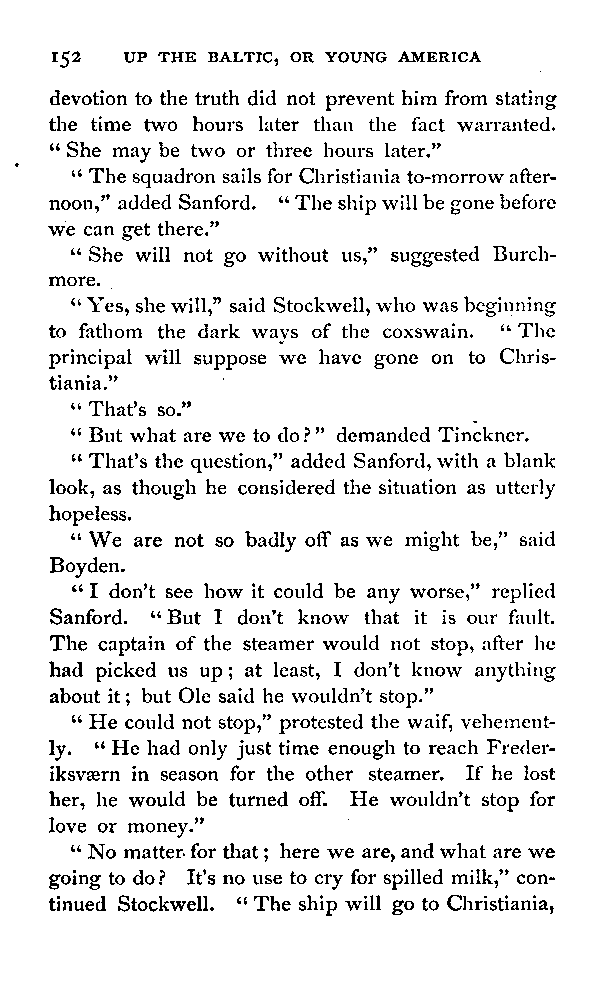 152 UP THE BALTIC, OR YOUNG AMERICA
devotion to the truth did not prevent him from stating
the time two hours later than the fact warranted.
“ She may be two or three hours later.”
“ The squadron sails for Christiania to-morrow after-
noon,” added Sanford. “ The ship will be gone before
we can get there.”
“ She will not go without us,” suggested Burch-
more.
“ Yes, she will,” said Stockwell, who was beginning
to fathom the dark ways of the coxswain. “ The
principal will suppose we have gone on to Chris-
tiania.”
“ That's so.”
“ But what are we to do?” demanded Tinckner.
“ That's the question,” added Sanford, with a blank
look, as though he considered the situation as utterly
hopeless.
“ We are not so badly off as we might be,” said
Boyden.
“ I don't see how it could be any worse,” replied
Sanford. “ But I don't know that it is our fault.
The captain of the steamer would not stop, after he
had picked us up; at least, I don't know anything
about it; but Ole said he wouldn't stop.”
“ He could not stop,” protested the waif, vehement-
ly. “ He had only just time enough to reach Freder-
iksværn in season for the other steamer. If he lost
her, he would be turned off. He wouldn't stop for
love or money.”
“ No matter for that; here we are, and what are we
going to do? It's no use to cry for spilled milk,” con-
tinued Stockwell. “ The ship will go to Christiania,